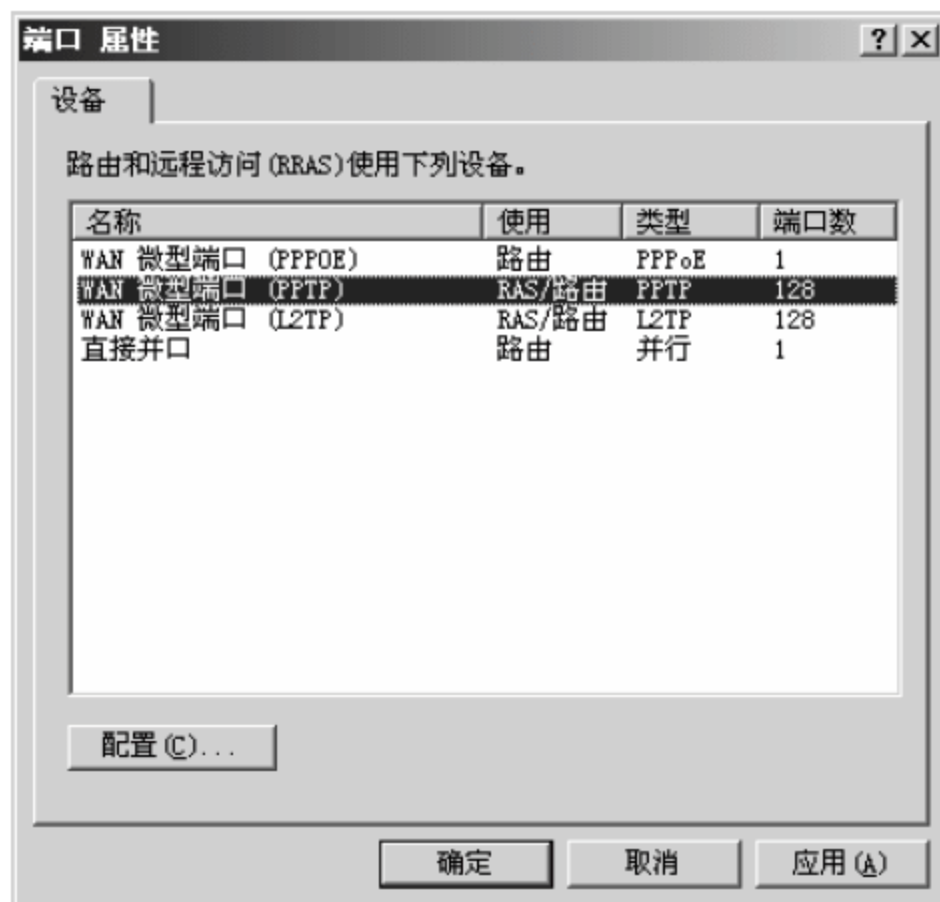 端口 属性
设备
路由和远程访问(RRAS)使用下列设备。
名称 使用 类型 端口数
WAN 微型端口 (PPPOE) 路由 PPPoE 1
WAN 微型端口 (PPTP) RAS/路由 PPTP 128
WAN 微型端口 (L2TP) RAS/路由 L2TP 128
直接并口 路由 并行 1
配置(C)...
确定 取消 应用(A)